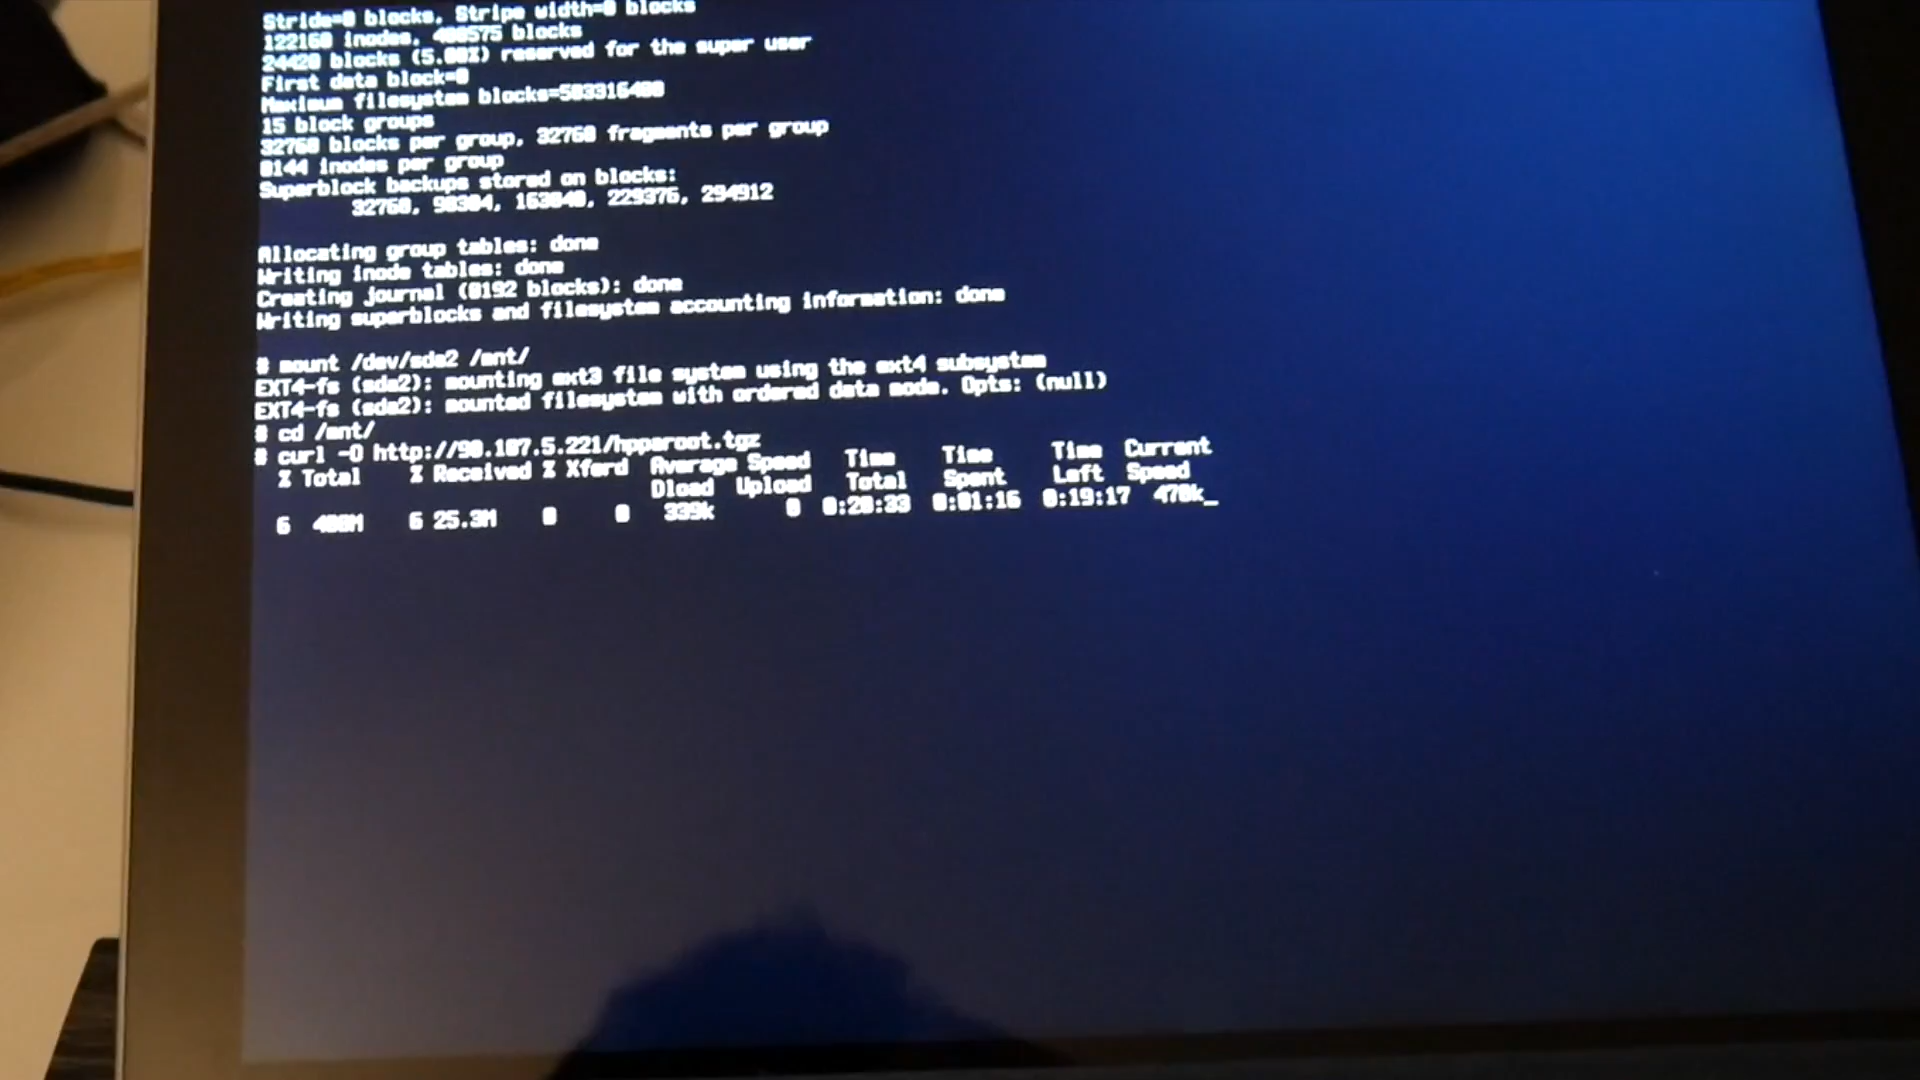 Stride=0 blocks, Stripe width=0 blocks
122160 inodes, 488575 blocks
24428 blocks (5.00%) reserved for the super user
First data block=0
Maximum filesystem blocks=503316480
15 block groups
32768 blocks per group, 32768 fragments per group
8144 inodes per group
Superblock backups stored on blocks:
32768, 98304, 163840, 229376, 294912
Allocating group tables: done
Writing inode tables: done
Creating journal (8192 blocks): done
Writing superblocks and filesystem accounting information: done
# mount /dev/sda2 /mnt/
EXT4-fs (sda2): mounting ext3 file system using the ext4 subsystem
EXT4-fs (sda2): mounted filesystem with ordered data mode. Opts: (null)
# cd /mnt/
# curl -O http://98.187.5.221/hpparoot.tgz
% Total % Received % Xferd Average Speed Time Time Time Current
Dload Upload Total Spent Left Speed
6 408M 6 25.3M 0 0 339k 0 0:20:33 0:01:16 0:19:17 470k_